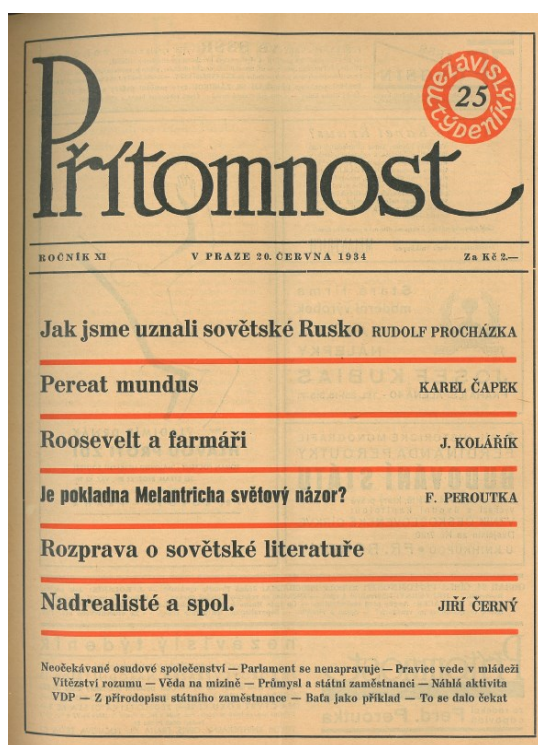 nezávislý
týdeník
25
Přítomnost
ROČNÍK XI V PRAZE 20. ČERVNA 1934 Za Kč 2.—
Jak jsme uznali sovětské Rusko RUDOLF PROCHÁZKA
Pereat mundus KAREL ČAPEK
Roosevelt a farmáři J. KOLÁŘÍK
Je pokladna Melantricha světový názor? F. PEROUTKA
Rozprava o sovětské literatuře
Nadrealisté a spol. JIŘÍ ČERNÝ
Neočekávané osudové společenství — Parlament se nenapravuje — Pravice vede v mládeži
Vítězství rozumu — Věda na mizině — Průmysl a státní zaměstnanci — Náhlá aktivita
VDP — Z přírodopisu státního zaměstnance — Baťa jako příklad — To se dalo čekat